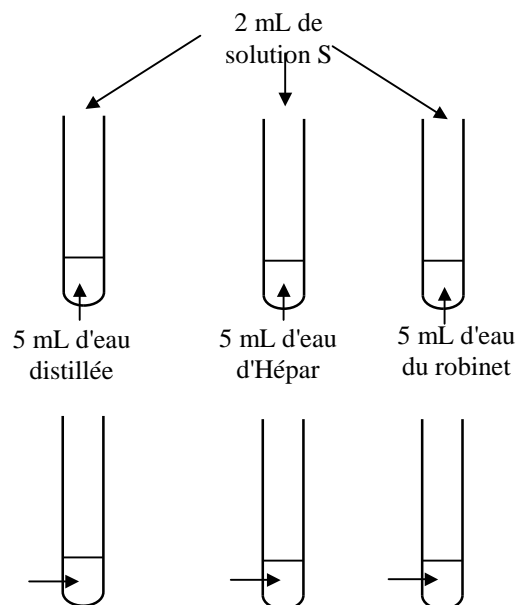 2 mL de
solution S
5 mL d'eau
distillée
5 mL d'eau
d'Hépar
5 mL d'eau
du robinet